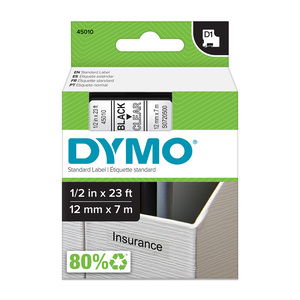 45010
D1
EN Standard Label
ES Etiqueta estándar
FR Étiquette standard
PT Etiqueta normal
1/2 in x 23 ft
45010
BLACK
CLEAR
12 mm x 7 m
S0720500
DYMO
Standard Label | Étiquette standard
1/2 in x 23 ft
12 mm x 7 m
Insurance
80%